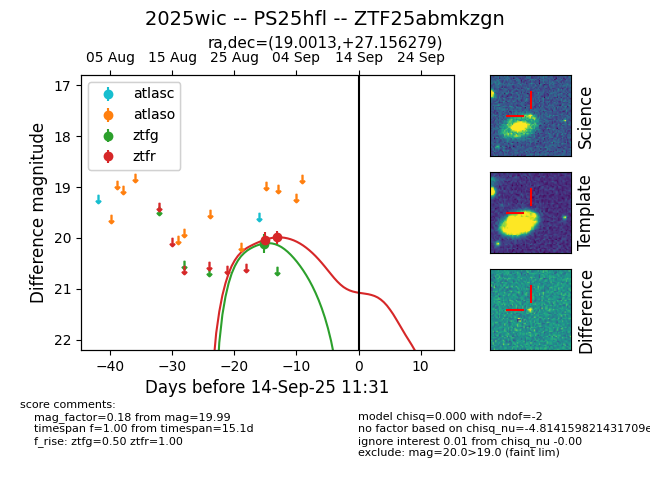 2025wic -- PS25hfl -- ZTF25abmkzgn
ra,dec=(19.0013,+27.156279)
05 Aug 15 Aug 25 Aug 04 Sep 14 Sep 24 Sep
17
18
19
20
21
22
Difference magnitude
atlasc
atlaso
ztfg
ztfr
−40 −30 −20 −10 0 10
Days before 14-Sep-25 11:31
Science
Template
Difference
score comments:
mag_factor=0.18 from mag=19.99
timespan f=1.00 from timespan=15.1d
f_rise: ztfg=0.50 ztfr=1.00
model chisq=0.000 with ndof=-2
no factor based on chisq_nu=-4.814159821431709e
ignore interest 0.01 from chisq_nu -0.00
exclude: mag=20.0>19.0 (faint lim)